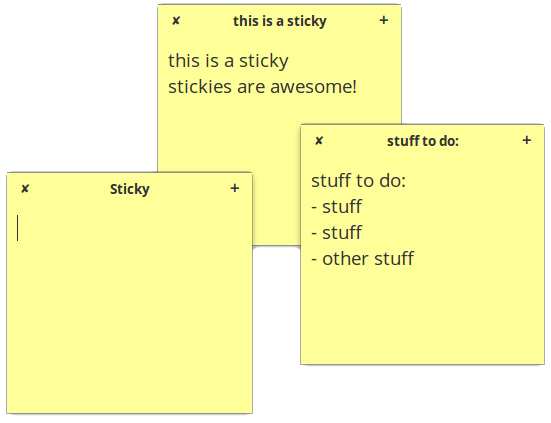 ✘ this is a sticky +
this is a sticky
stickies are awesome!
✘ stuff to do: +
stuff to do:
- stuff
- stuff
- other stuff
✘ Sticky +